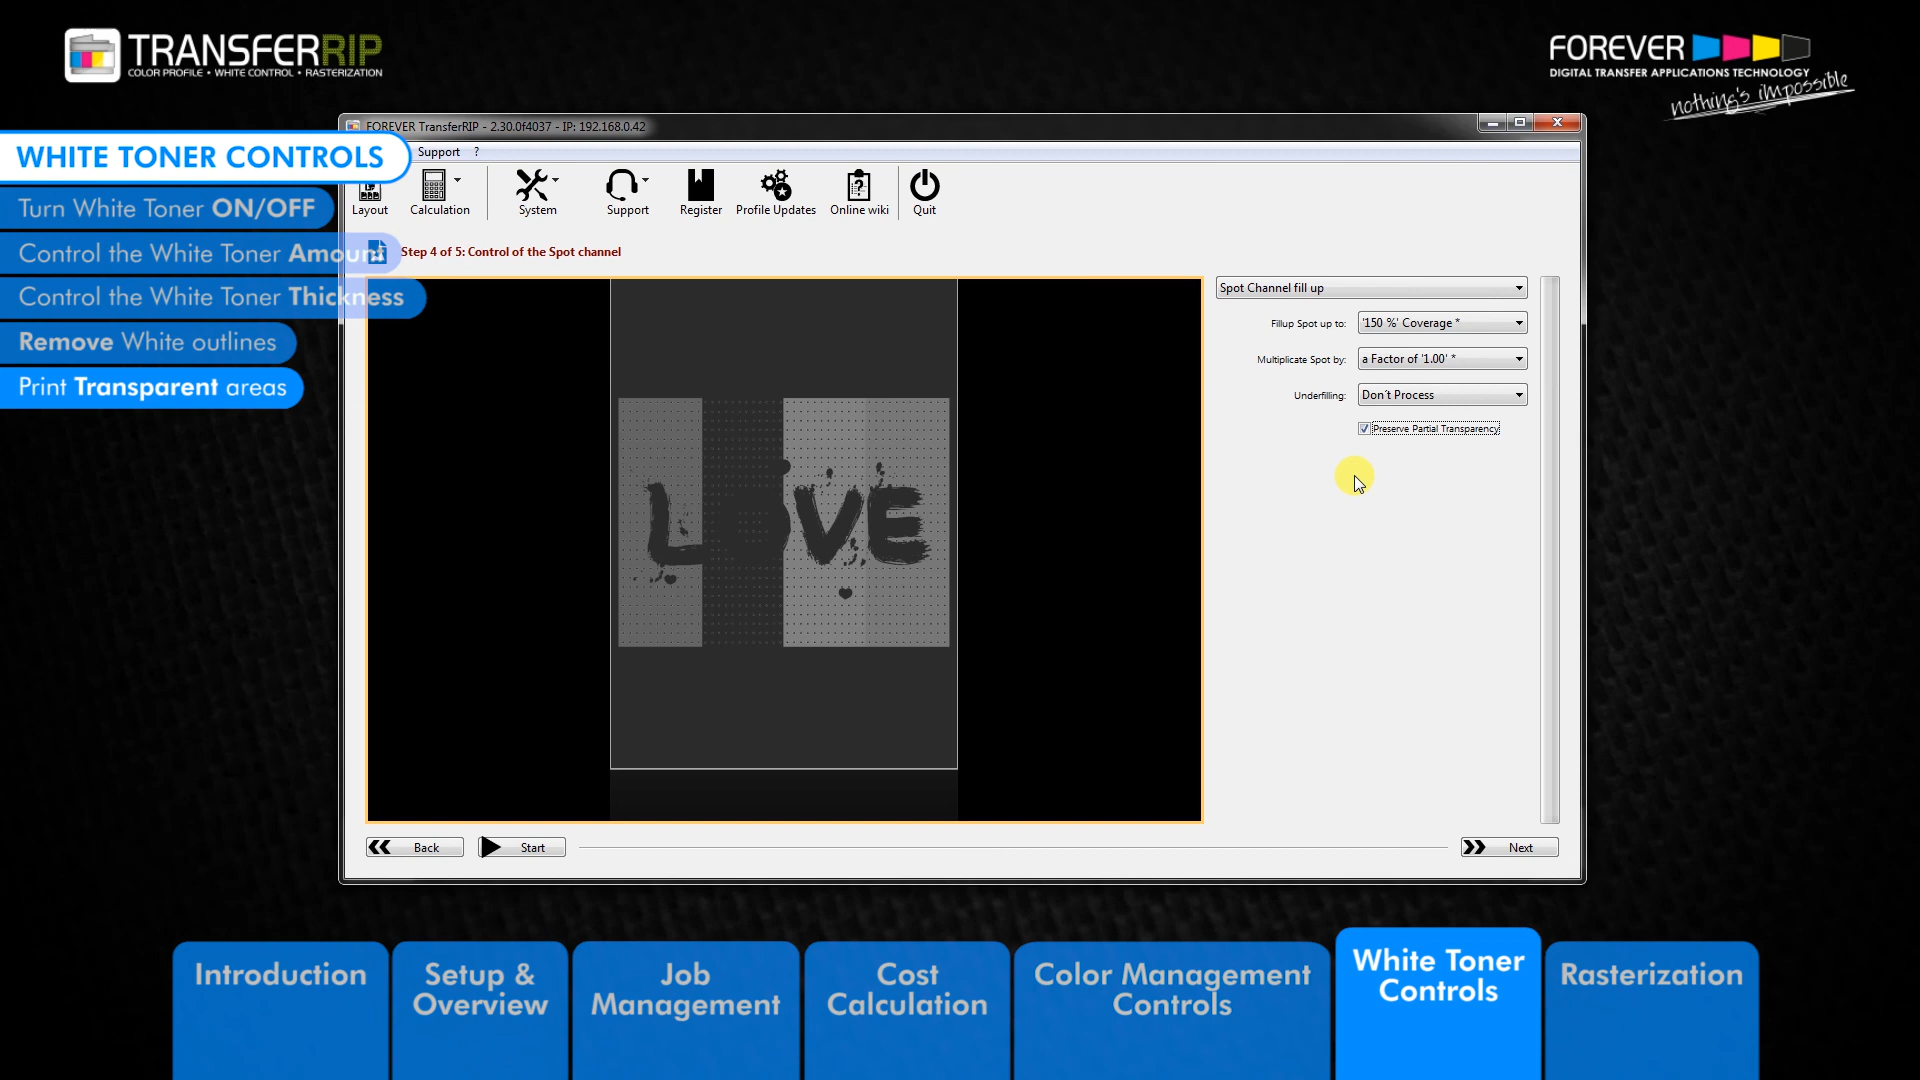 TRANSFERRIP
COLOR PROFILE • WHITE CONTROL • RASTERIZATION
FOREVER
DIGITAL TRANSFER APPLICATIONS TECHNOLOGY
nothing's impossible
FOREVER TransferRIP - 2.30.0f4037 - IP: 192.168.0.42
WHITE TONER CONTROLS
Turn White Toner ON/OFF
Control the White Toner Amount
Control the White Toner Thickness
Remove White outlines
Print Transparent areas
Support ?
Layout Calculation System Support Register Profile Updates Online wiki Quit
Step 4 of 5: Control of the Spot channel
LOVE
Spot Channel fill up
Fillup Spot up to: '150 %' Coverage *
Multiplicate Spot by: a Factor of '1.00' *
Underfilling: Don´t Process
Preserve Partial Transparency
Back Start Next
Introduction
Setup &
Overview
Job
Management
Cost
Calculation
Color Management
Controls
White Toner
Controls
Rasterization